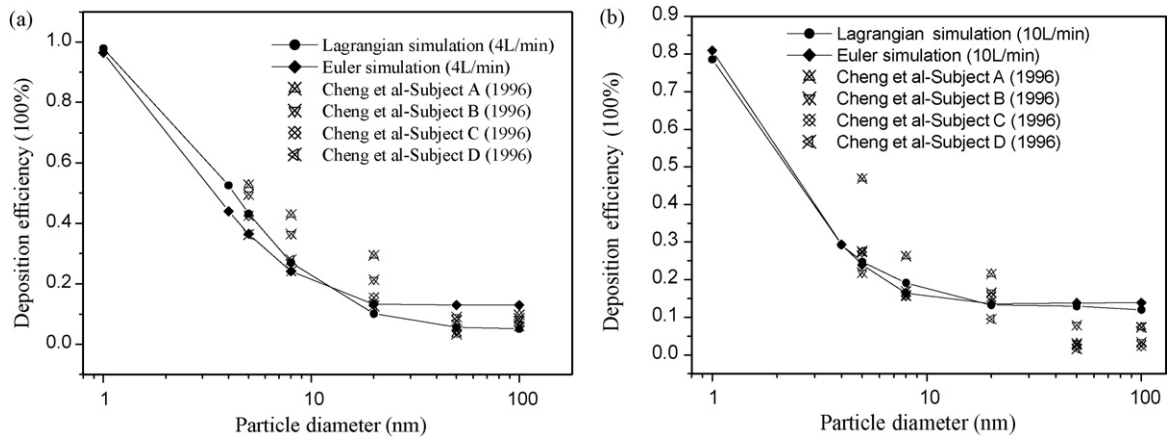 (a)
Lagrangian simulation (4L/min)
Euler simulation (4L/min)
Cheng et al-Subject A (1996)
Cheng et al-Subject B (1996)
Cheng et al-Subject C (1996)
Cheng et al-Subject D (1996)
Deposition efficiency (100%)
1.0
0.8
0.6
0.4
0.2
0.0
1
10
100
Particle diameter (nm)
(b)
Lagrangian simulation (10L/min)
Euler simulation (10L/min)
Cheng et al-Subject A (1996)
Cheng et al-Subject B (1996)
Cheng et al-Subject C (1996)
Cheng et al-Subject D (1996)
Deposition efficiency (100%)
0.9
0.8
0.7
0.6
0.5
0.4
0.3
0.2
0.1
0.0
1
10
100
Particle diameter (nm)